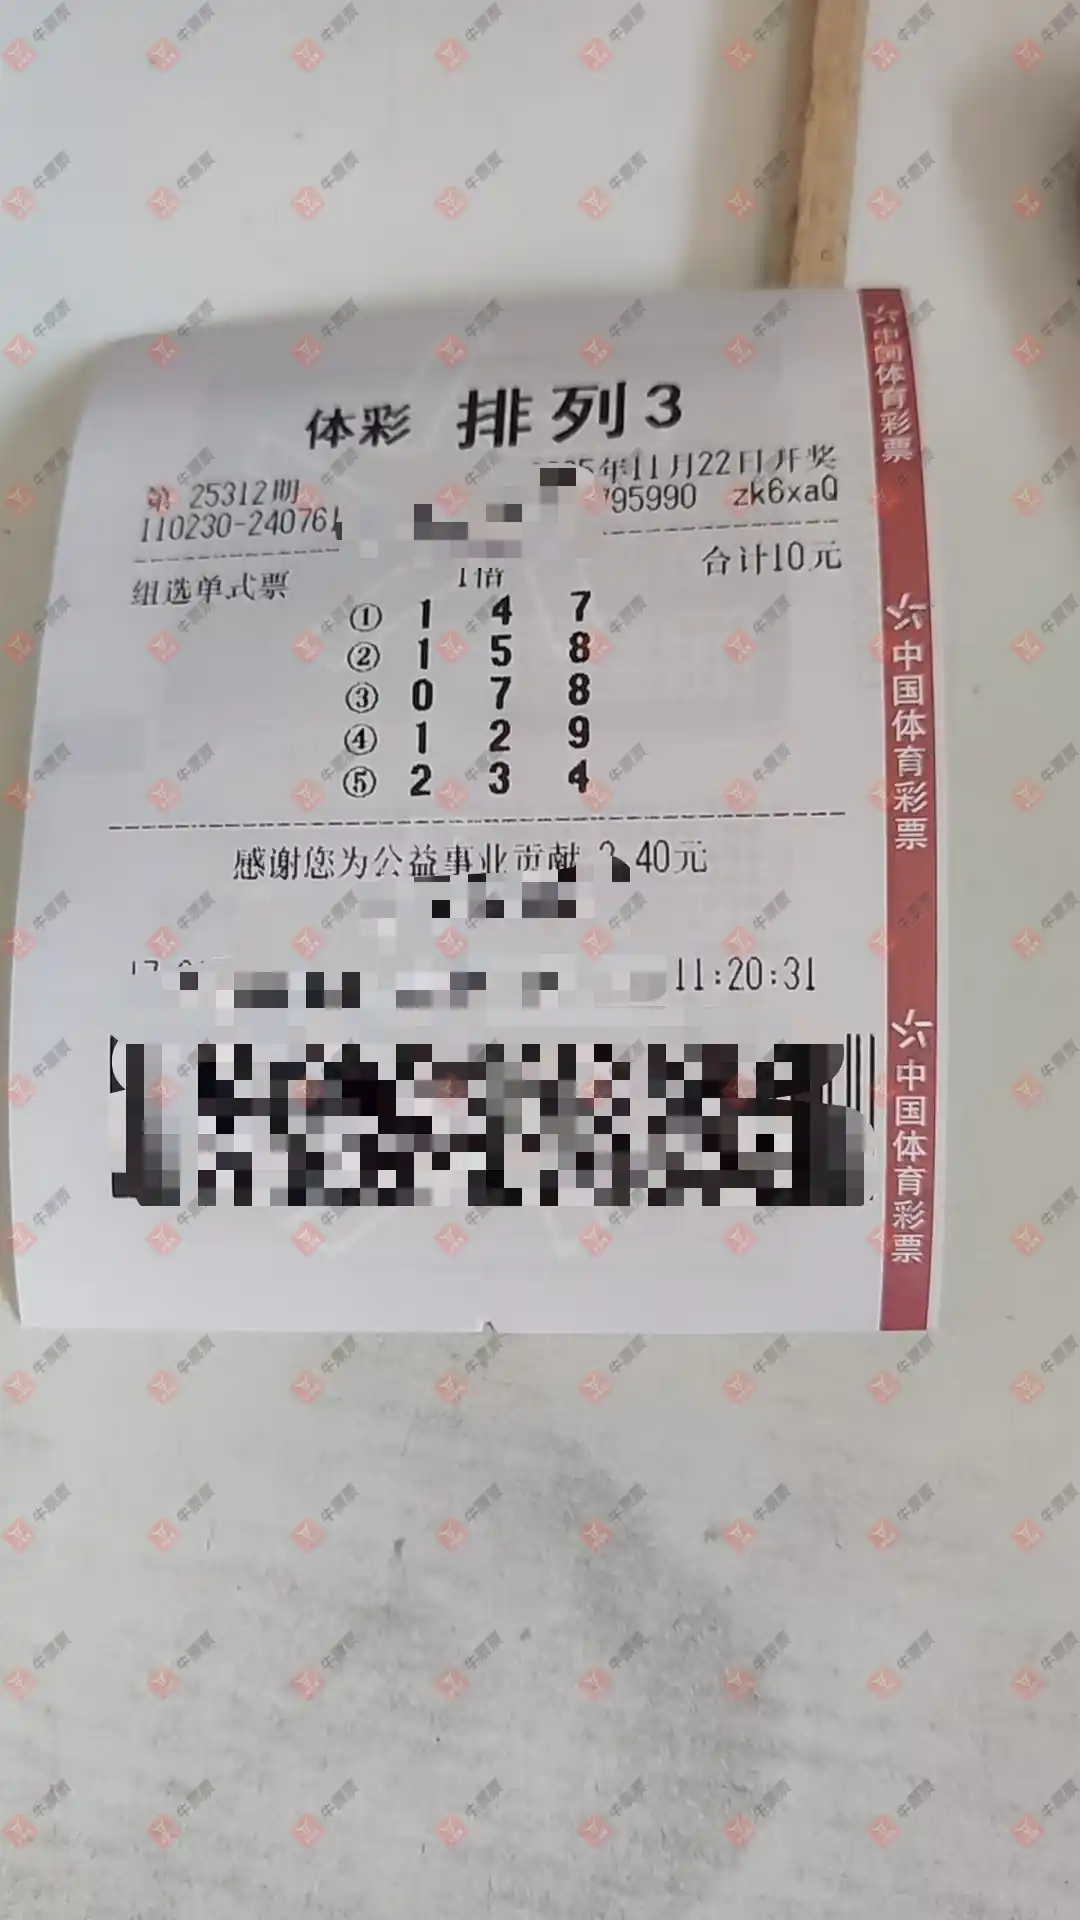 体彩 排列3
第 25312期
年11月22日开奖
110230-24076
795990 zk6xaQ
组选单式票
1倍
合计10元
① 1 4 7
② 1 5 8
③ 0 7 8
④ 1 2 9
⑤ 2 3 4
感谢您为公益事业贡献
40元
11:20:31
中国体育彩票
中国体育彩票
中国体育彩票
牛票票